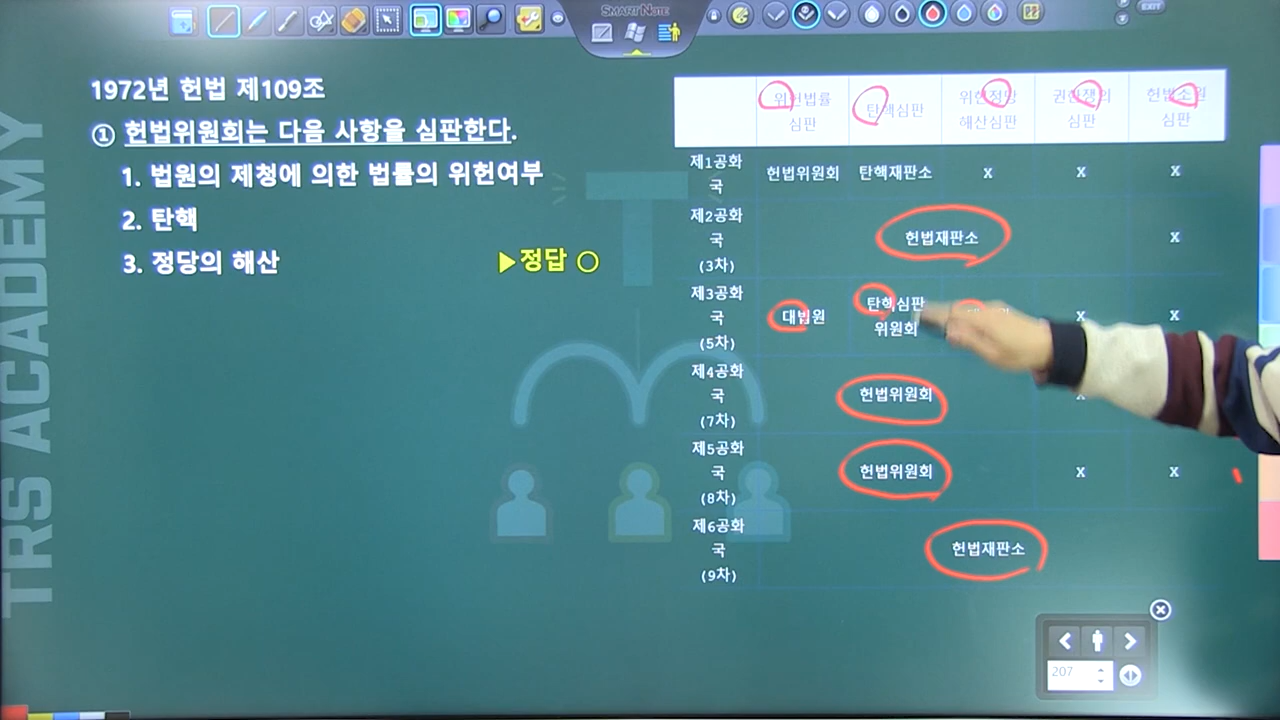 SMARTNOTE
EXIT
1972년 헌법 제109조
① 헌법위원회는 다음 사항을 심판한다.
1. 법원의 제청에 의한 법률의 위헌여부
2. 탄핵
3. 정당의 해산
▶정답 ○
위헌법률 심판
탄핵심판
위헌정당 해산심판
권한쟁의 심판
헌법소원 심판
제1공화국 헌법위원회 탄핵재판소 x x x
제2공화국 (3차) 헌법재판소 x
제3공화국 (5차) 대법원 탄핵심판 위원회 x x
제4공화국 (7차) 헌법위원회 x
제5공화국 (8차) 헌법위원회 x x
제6공화국 (9차) 헌법재판소
207
TRS ACADEMY